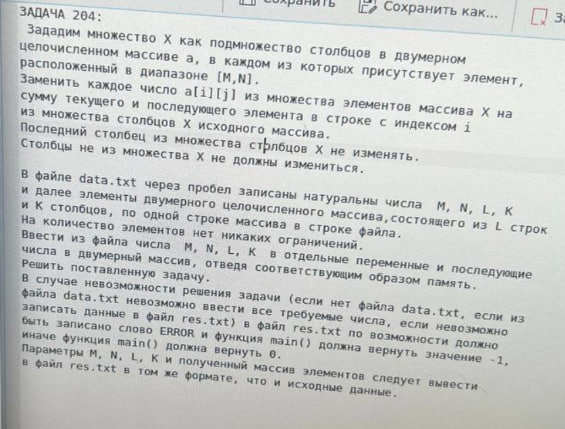 Сохранить
Сохранить как...
ЗАДАЧА 204:
Зададим множество X как подмножество столбцов в двумерном
целочисленном массиве a, в каждом из которых присутствует элемент,
расположенный в диапазоне [M,N].
Заменить каждое число a[i][j] из множества элементов массива X на
сумму текущего и последующего элемента в строке с индексом i
из множества столбцов X исходного массива.
Последний столбец из множества столбцов X не изменять.
Столбцы не из множества X не должны измениться.
В файле data.txt через пробел записаны натуральны числа M, N, L, K
и далее элементы двумерного целочисленного массива,состоящего из L строк
и K столбцов, по одной строке массива в строке файла.
На количество элементов нет никаких ограничений.
Ввести из файла числа M, N, L, K в отдельные переменные и последующие
числа в двумерный массив, отведя соответствующим образом память.
Решить поставленную задачу.
В случае невозможности решения задачи (если нет файла data.txt, если из
файла data.txt невозможно ввести все требуемые числа, если невозможно
записать данные в файл res.txt) в файл res.txt по возможности должно
быть записано слово ERROR и функция main() должна вернуть значение -1,
иначе функция main() должна вернуть 0.
Параметры M, N, L, K и полученный массив элементов следует вывести
в файл res.txt в том же формате, что и исходные данные.